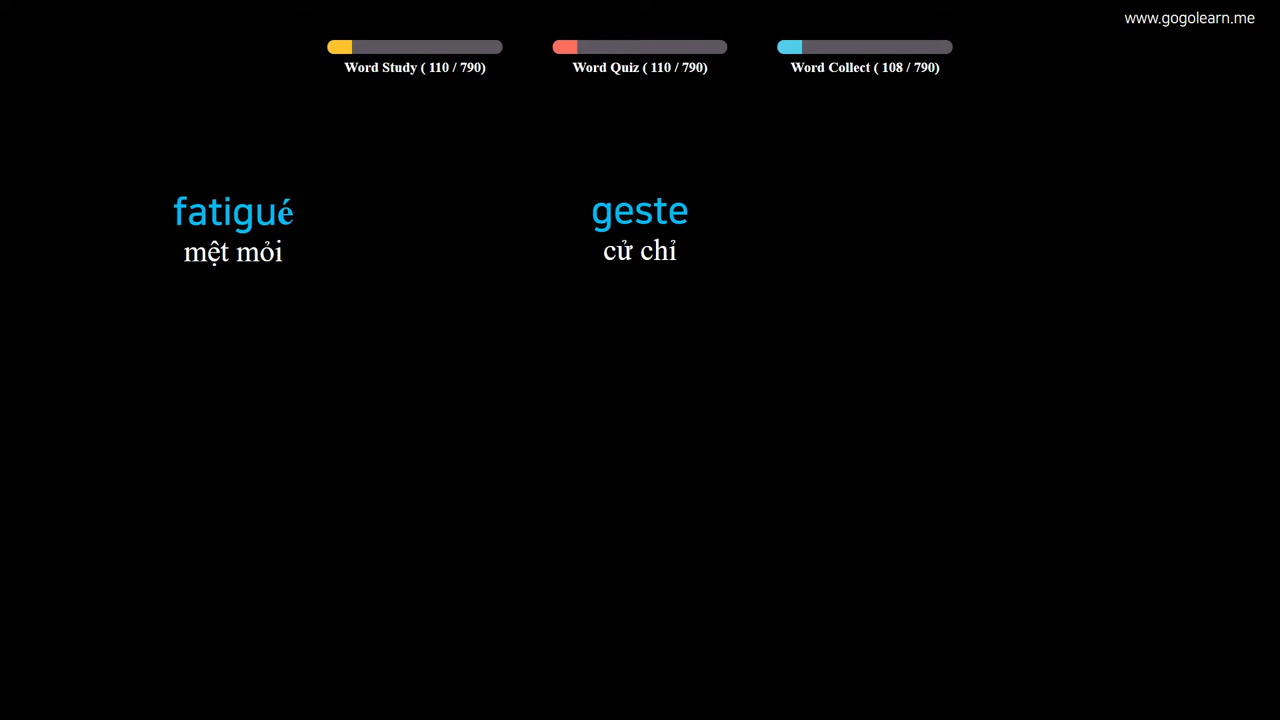 www.gogolearn.me
Word Study ( 110 / 790)
Word Quiz ( 110 / 790)
Word Collect ( 108 / 790)
fatigué
mệt mỏi
geste
cử chỉ